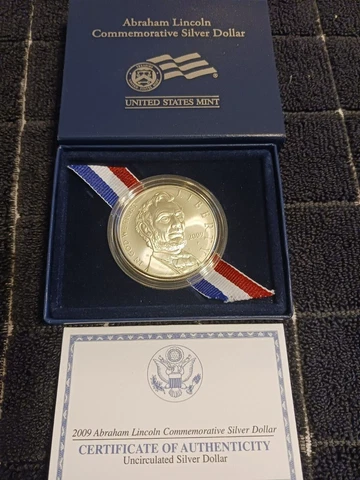 Abraham Lincoln
Commemorative Silver Dollar
UNITED STATES MINT
2009
2009 Abraham Lincoln Commemorative Silver Dollar
CERTIFICATE OF AUTHENTICITY
Uncirculated Silver Dollar